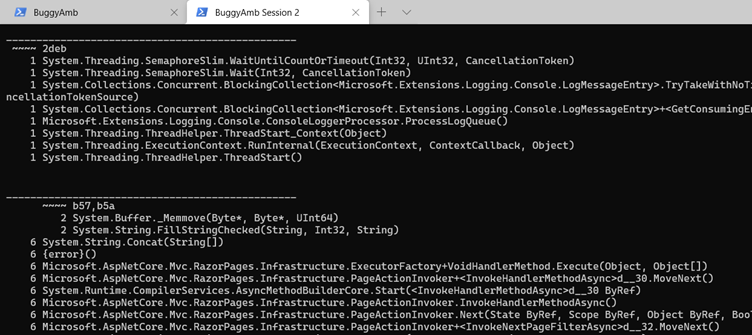 BuggyAmb
BuggyAmb Session 2
________________________________________________
~~~~ 2deb
1 System.Threading.SemaphoreSlim.WaitUntilCountOrTimeout(Int32, UInt32, CancellationToken)
1 System.Threading.SemaphoreSlim.Wait(Int32, CancellationToken)
1 System.Collections.Concurrent.BlockingCollection<Microsoft.Extensions.Logging.Console.LogMessageEntry>.TryTakeWithNoTi
ncellationTokenSource)
1 System.Collections.Concurrent.BlockingCollection<Microsoft.Extensions.Logging.Console.LogMessageEntry>+<GetConsumingEn
1 Microsoft.Extensions.Logging.Console.ConsoleLoggerProcessor.ProcessLogQueue()
1 System.Threading.ThreadHelper.ThreadStart_Context(Object)
1 System.Threading.ExecutionContext.RunInternal(ExecutionContext, ContextCallback, Object)
1 System.Threading.ThreadHelper.ThreadStart()
________________________________________________
~~~~ b57,b5a
2 System.Buffer._Memmove(Byte*, Byte*, UInt64)
2 System.String.FillStringChecked(String, Int32, String)
6 System.String.Concat(String[])
6 {error}()
6 Microsoft.AspNetCore.Mvc.RazorPages.Infrastructure.ExecutorFactory+VoidHandlerMethod.Execute(Object, Object[])
6 Microsoft.AspNetCore.Mvc.RazorPages.Infrastructure.PageActionInvoker+<InvokeHandlerMethodAsync>d__30.MoveNext()
6 System.Runtime.CompilerServices.AsyncMethodBuilderCore.Start(<InvokeHandlerMethodAsync>d__30 ByRef)
6 Microsoft.AspNetCore.Mvc.RazorPages.Infrastructure.PageActionInvoker.InvokeHandlerMethodAsync()
6 Microsoft.AspNetCore.Mvc.RazorPages.Infrastructure.PageActionInvoker.Next(State ByRef, Scope ByRef, Object ByRef, Boo
6 Microsoft.AspNetCore.Mvc.RazorPages.Infrastructure.PageActionInvoker+<InvokeNextPageFilterAsync>d__32.MoveNext()